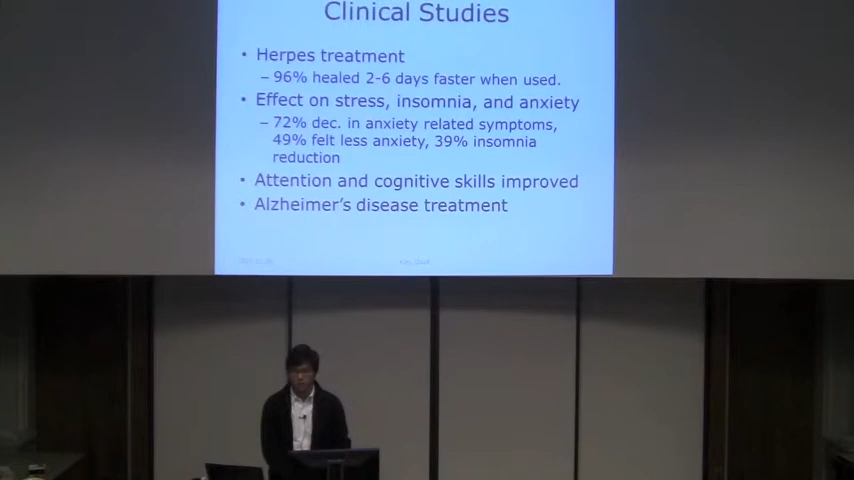 Clinical Studies
• Herpes treatment
– 96% healed 2-6 days faster when used.
• Effect on stress, insomnia, and anxiety
– 72% dec. in anxiety related symptoms,
49% felt less anxiety, 39% insomnia
reduction
• Attention and cognitive skills improved
• Alzheimer's disease treatment